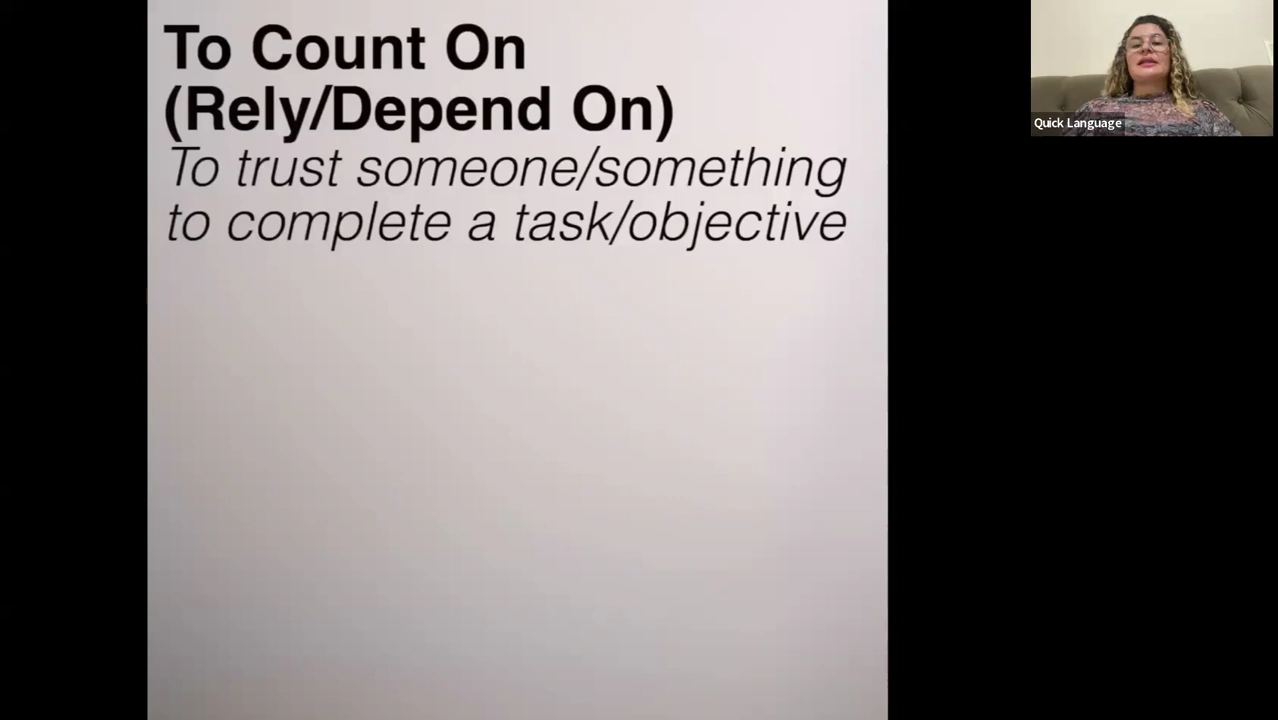 To Count On
(Rely/Depend On)
To trust someone/something
to complete a task/objective
Quick Language